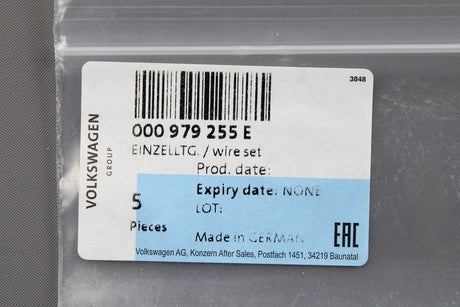 3848
VOLKSWAGEN
GROUP
000 979 255 E
EINZELLTG. / wire set
Prod. date:
Expiry date: NONE
5
LOT:
Pieces
Made in GERMAN
EAC
Volkswagen AG, Konzern After Sales, Postfach 1451, 34219 Baunatal